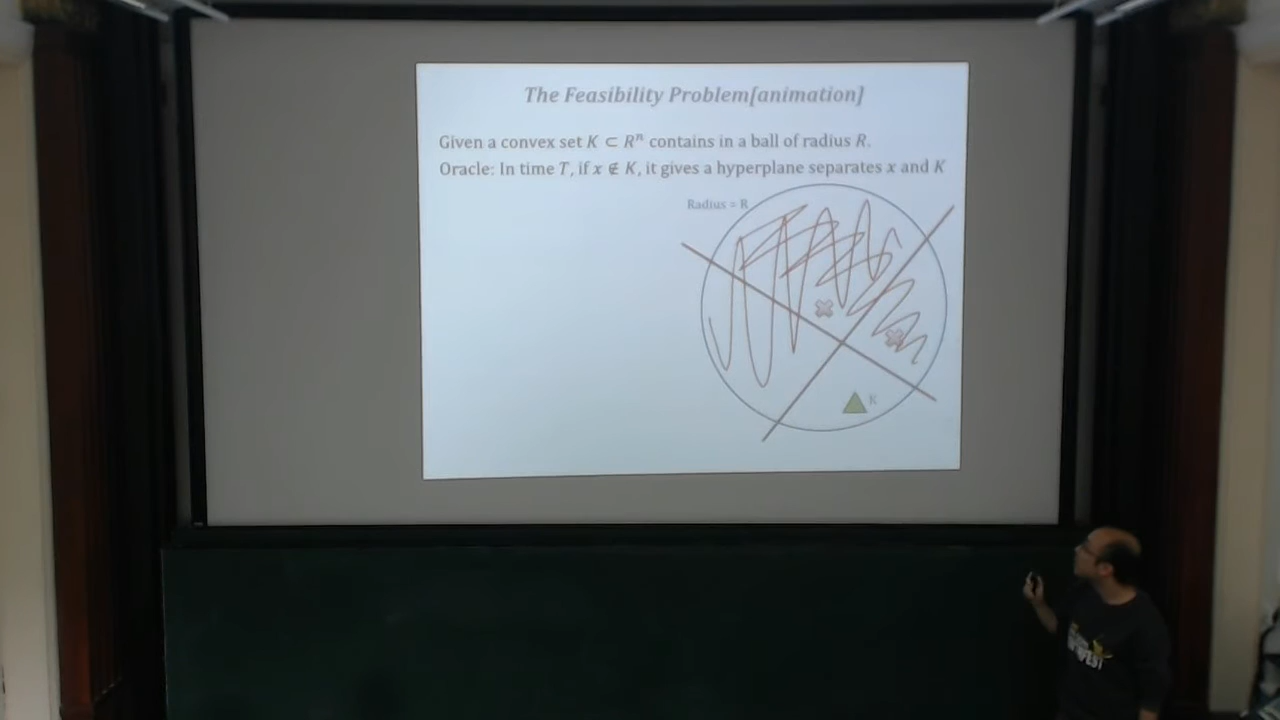 The Feasibility Problem[animation]
Given a convex set K ⊂ Rⁿ contains in a ball of radius R.
Oracle: In time T, if x ∉ K, it gives a hyperplane separates x and K
Radius = R
K